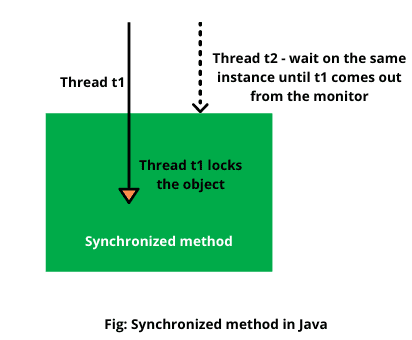 Thread t2 - wait on the same
instance until t1 comes out
from the monitor
Thread t1
Thread t1 locks
the object
Synchronized method
Fig: Synchronized method in Java